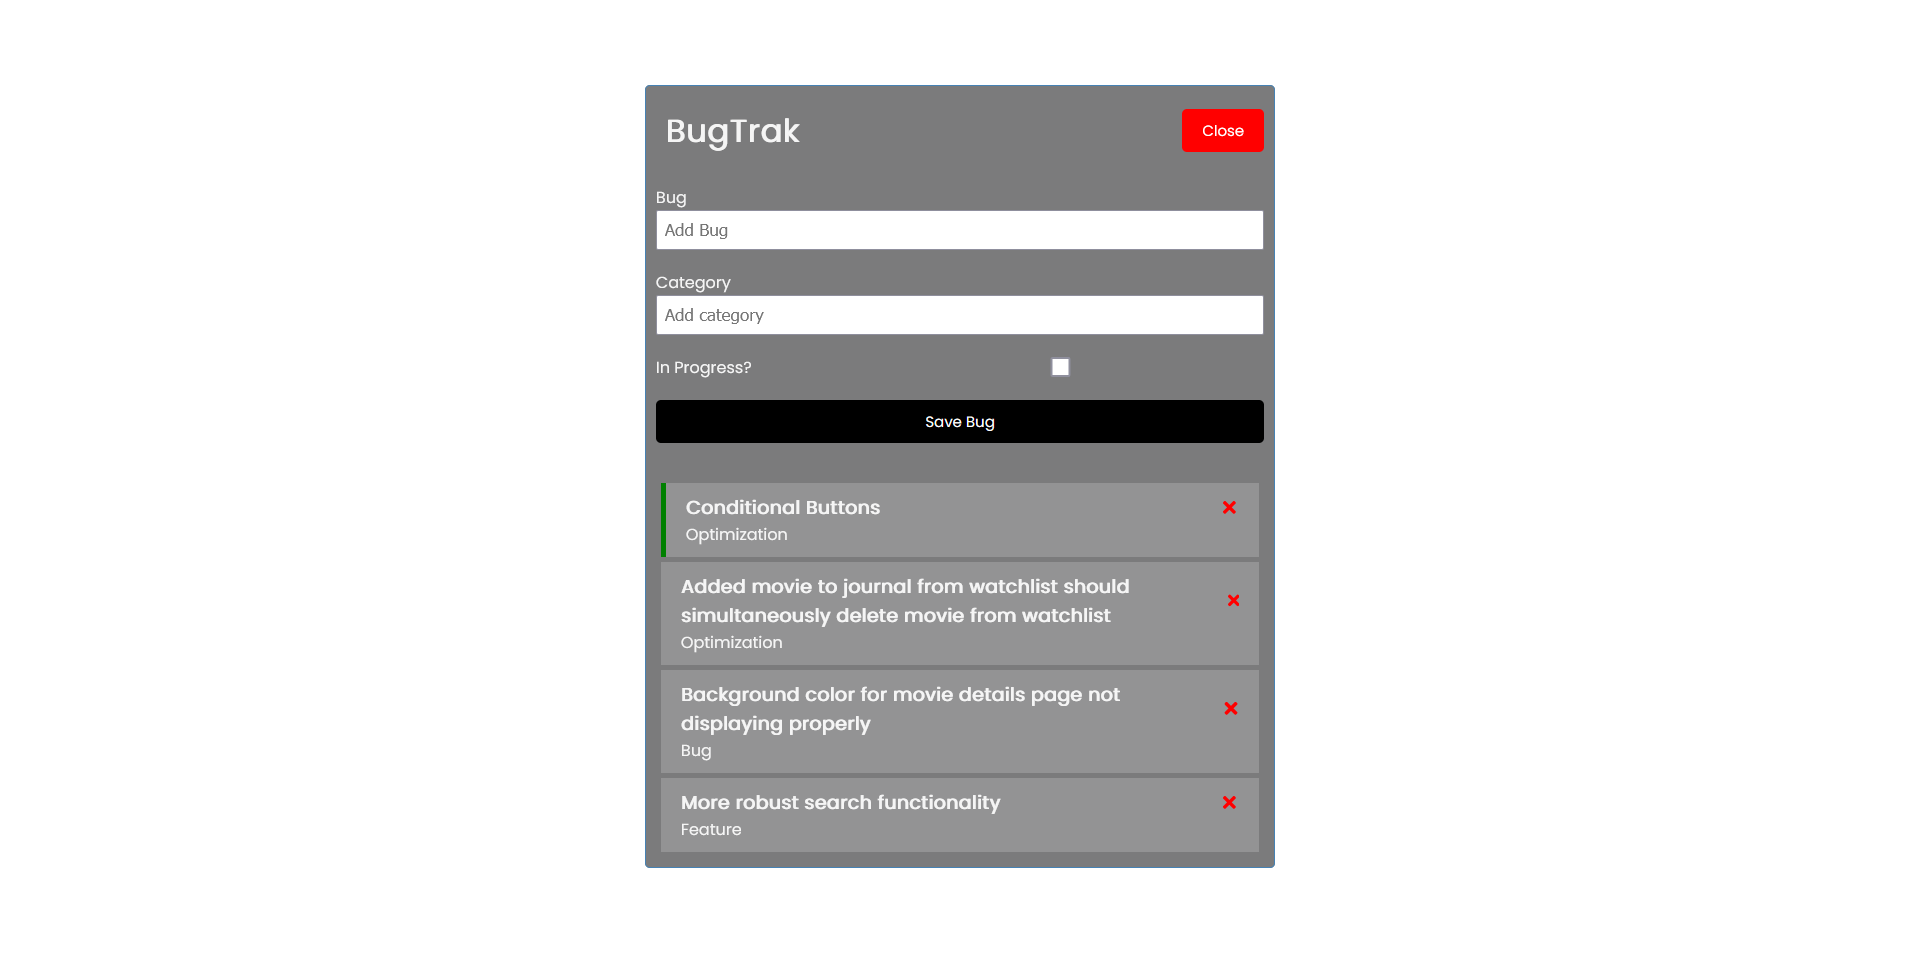 BugTrak
Close
Bug
Add Bug
Category
Add category
In Progress?
Save Bug
Conditional Buttons
Optimization
Added movie to journal from watchlist should
simultaneously delete movie from watchlist
Optimization
Background color for movie details page not
displaying properly
Bug
More robust search functionality
Feature